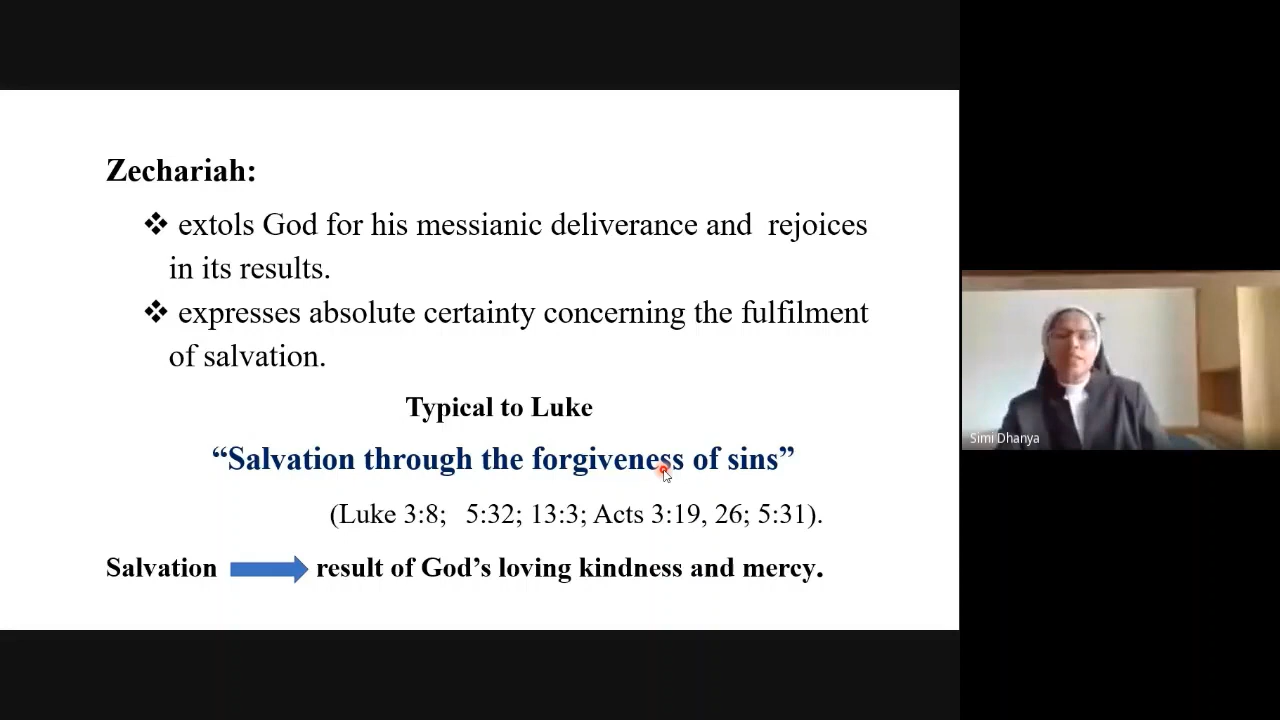 Zechariah:
❖ extols God for his messianic deliverance and rejoices
in its results.
❖ expresses absolute certainty concerning the fulfilment
of salvation.
Typical to Luke
“Salvation through the forgiveness of sins”
(Luke 3:8; 5:32; 13:3; Acts 3:19, 26; 5:31).
Salvation result of God’s loving kindness and mercy.
Simi Dhanya